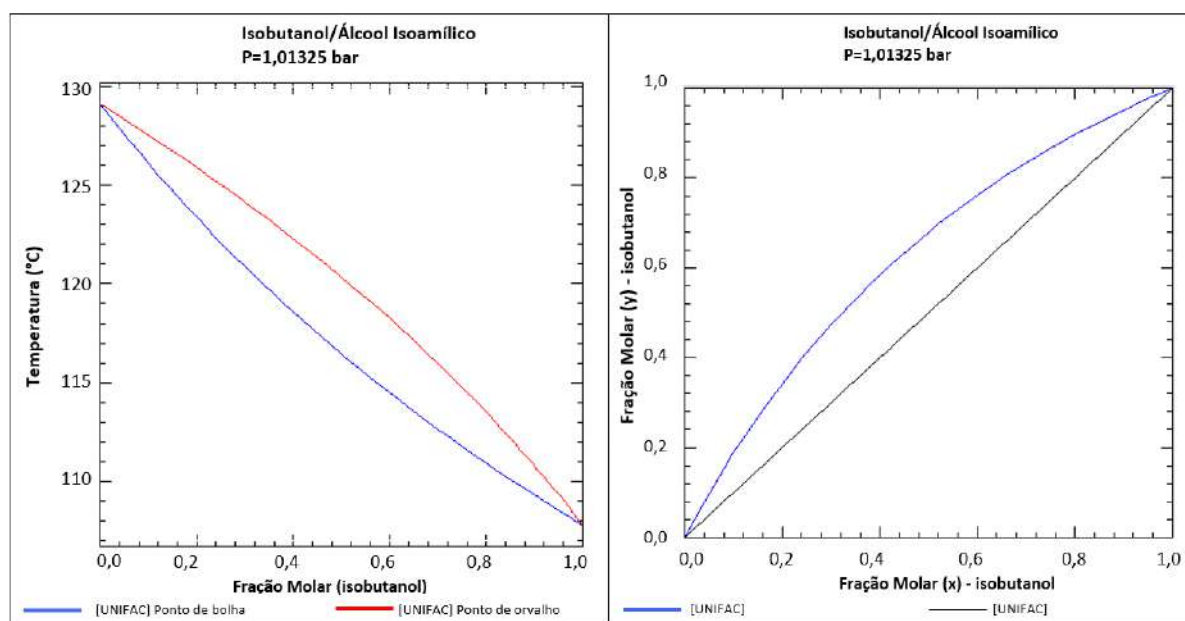 Isobutanol/Álcool Isoamílico
P=1,01325 bar
130
125
120
115
110
Temperatura (°C)
0,0 0,2 0,4 0,6 0,8 1,0
Fração Molar (isobutanol)
[UNIFAC] Ponto de bolha [UNIFAC] Ponto de orvalho
Isobutanol/Álcool Isoamílico
P=1,01325 bar
1,0
0,8
0,6
0,4
0,2
0,0
Fração Molar (y) - isobutanol
0,0 0,2 0,4 0,6 0,8 1,0
Fração Molar (x) - isobutanol
[UNIFAC] [UNIFAC]